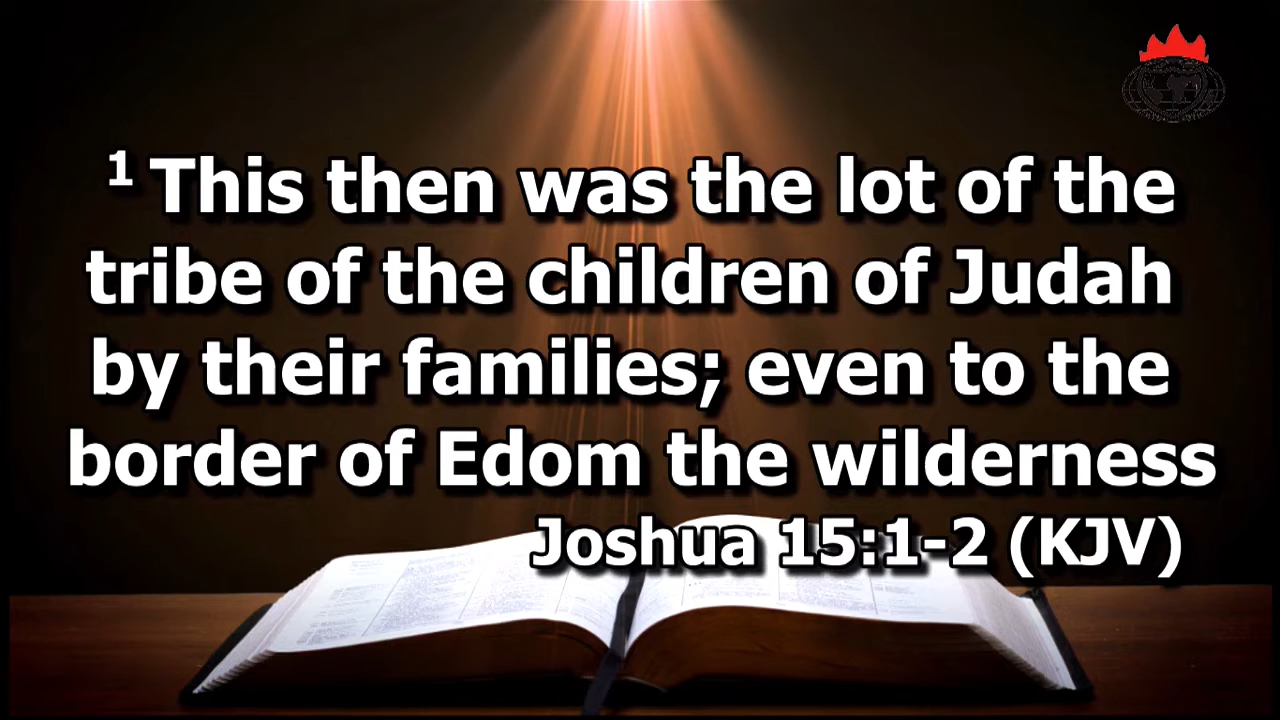 1 This then was the lot of the
tribe of the children of Judah
by their families; even to the
border of Edom the wilderness
Joshua 15:1-2 (KJV)